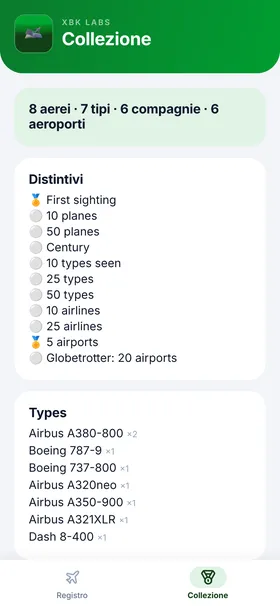 XBK LABS
Collezione
8 aerei · 7 tipi · 6 compagnie · 6
aeroporti
Distintivi
First sighting
10 planes
50 planes
Century
10 types seen
25 types
50 types
10 airlines
25 airlines
5 airports
Globetrotter: 20 airports
Types
Airbus A380-800 ×2
Boeing 787-9 ×1
Boeing 737-800 ×1
Airbus A320neo ×1
Airbus A350-900 ×1
Airbus A321XLR ×1
Dash 8-400 ×1
Registro
Collezione